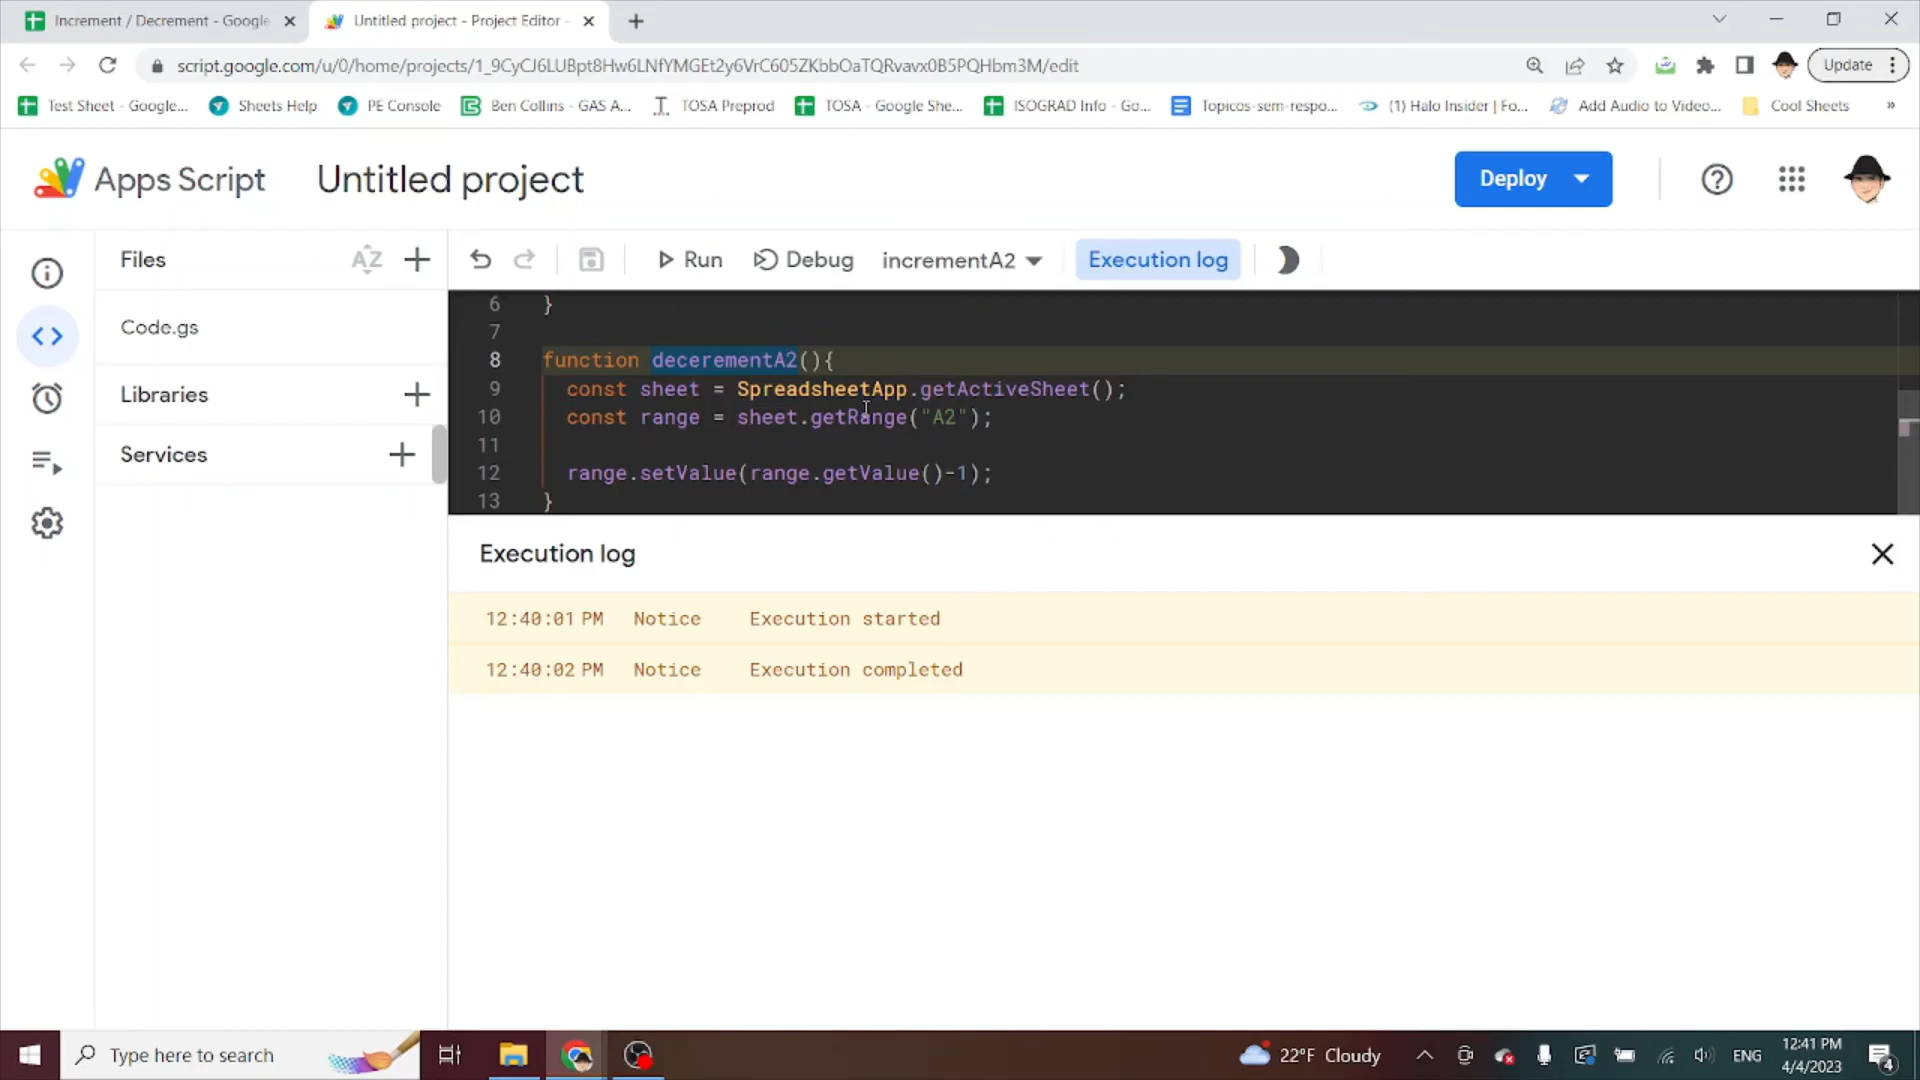 Increment / Decrement - Google
Untitled project - Project Editor -
script.google.com/u/0/home/projects/1_9CyCJ6LUBpt8Hw6LNfYMGEt2y6VrC605ZKbbOaTQRvavx0B5PQHbm3M/edit
Update
Test Sheet - Google...
Sheets Help
PE Console
Ben Collins - GAS A...
TOSA Preprod
TOSA - Google She...
ISOGRAD Info - Go...
Topicos-sem-respo...
(1) Halo Insider | Fo...
Add Audio to Video...
Cool Sheets
»
Apps Script
Untitled project
Deploy
Files
AZ
Run
Debug
incrementA2
Execution log
Code.gs
Libraries
Services
6 }
7
8 function decerementA2(){
9 const sheet = SpreadsheetApp.getActiveSheet();
10 const range = sheet.getRange("A2");
11
12 range.setValue(range.getValue()-1);
13 }
Execution log
12:40:01 PM Notice Execution started
12:40:02 PM Notice Execution completed
Type here to search
22°F Cloudy
ENG
12:41 PM
4/4/2023
4